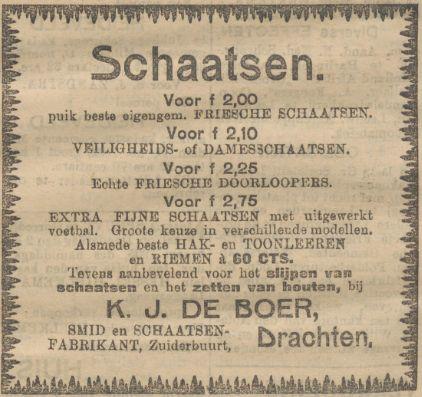 Schaatsen.
Voor f 2,00
puik beste eigengem. FRIESCHE SCHAATSEN.
Voor f 2,10
VEILIGHEIDS- of DAMESSCHAATSEN.
Voor f 2,25
Echte FRIESCHE DOORLOOPERS.
Voor f 2,75
EXTRA FIJNE SCHAATSEN met uitgewerkt
voetbal. Groote keuze in verschillende modellen.
Alsmede beste HAK- en TOONLEEREN
en RIEMEN à 60 CTS.
Tevens aanbevelend voor het slijpen van
schaatsen en het zetten van houten, bij
K. J. DE BOER,
SMID en SCHAATSEN-
FABRIKANT, Zuiderbuurt, Drachten.